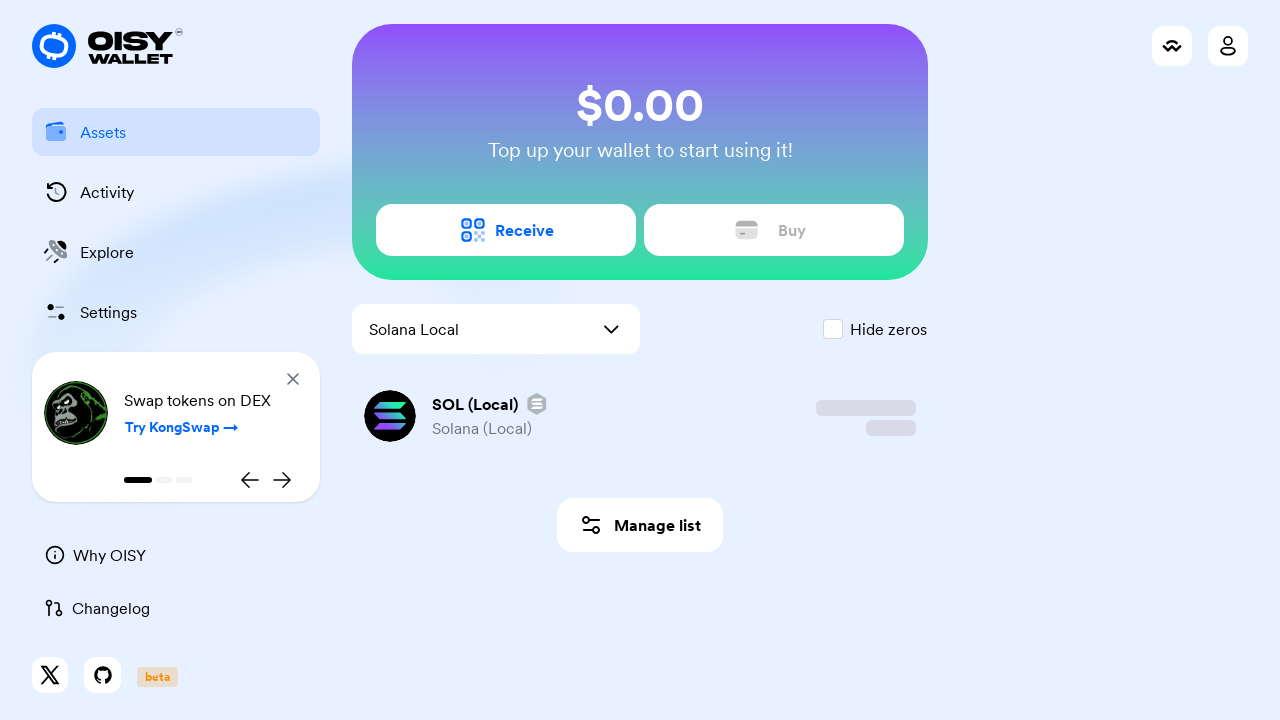 OISY
WALLET
Assets
Activity
Explore
Settings
Swap tokens on DEX
Try KongSwap →
Why OISY
Changelog
beta
$0.00
Top up your wallet to start using it!
Receive
Buy
Solana Local
Hide zeros
SOL (Local)
Solana (Local)
Manage list